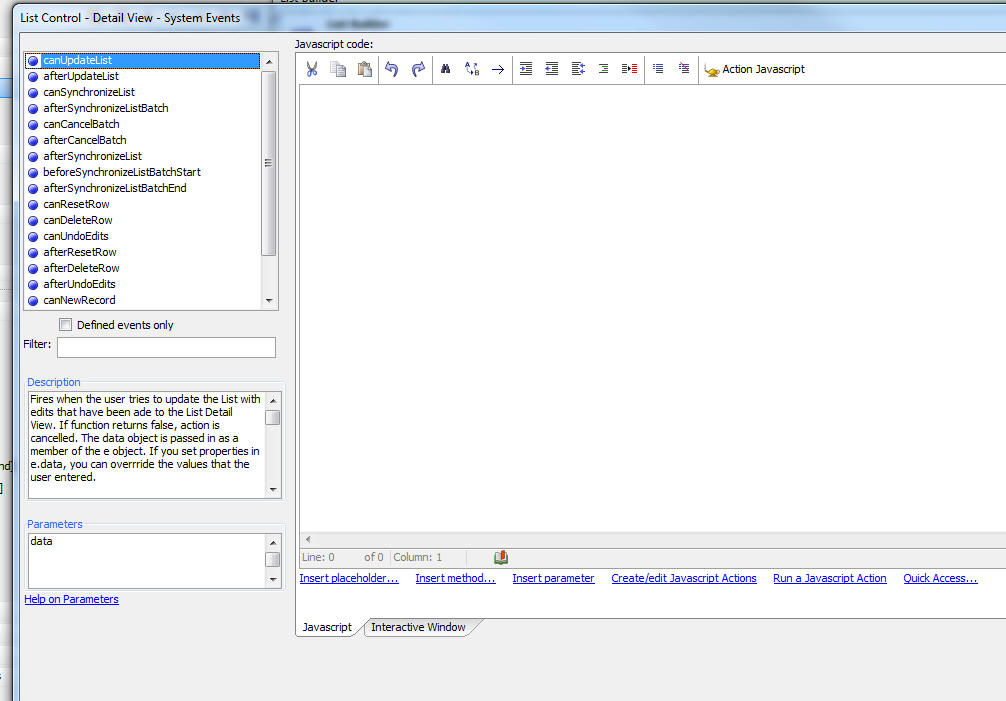 List Control - Detail View - System Events
canUpdateList
afterUpdateList
canSynchronizeList
afterSynchronizeListBatch
canCancelBatch
afterCancelBatch
afterSynchronizeList
beforeSynchronizeListBatchStart
afterSynchronizeListBatchEnd
canResetRow
canDeleteRow
canUndoEdits
afterResetRow
afterDeleteRow
afterUndoEdits
canNewRecord
Defined events only
Filter:
Description
Fires when the user tries to update the List with
edits that have been ade to the List Detail
View. If function returns false, action is
cancelled. The data object is passed in as a
member of the e object. If you set properties in
e.data, you can overrride the values that the
user entered.
Parameters
data
Help on Parameters
Javascript code:
Action Javascript
Line: 0 of 0 Column: 1
Insert placeholder... Insert method... Insert parameter Create/edit Javascript Actions Run a Javascript Action Quick Access...
Javascript Interactive Window